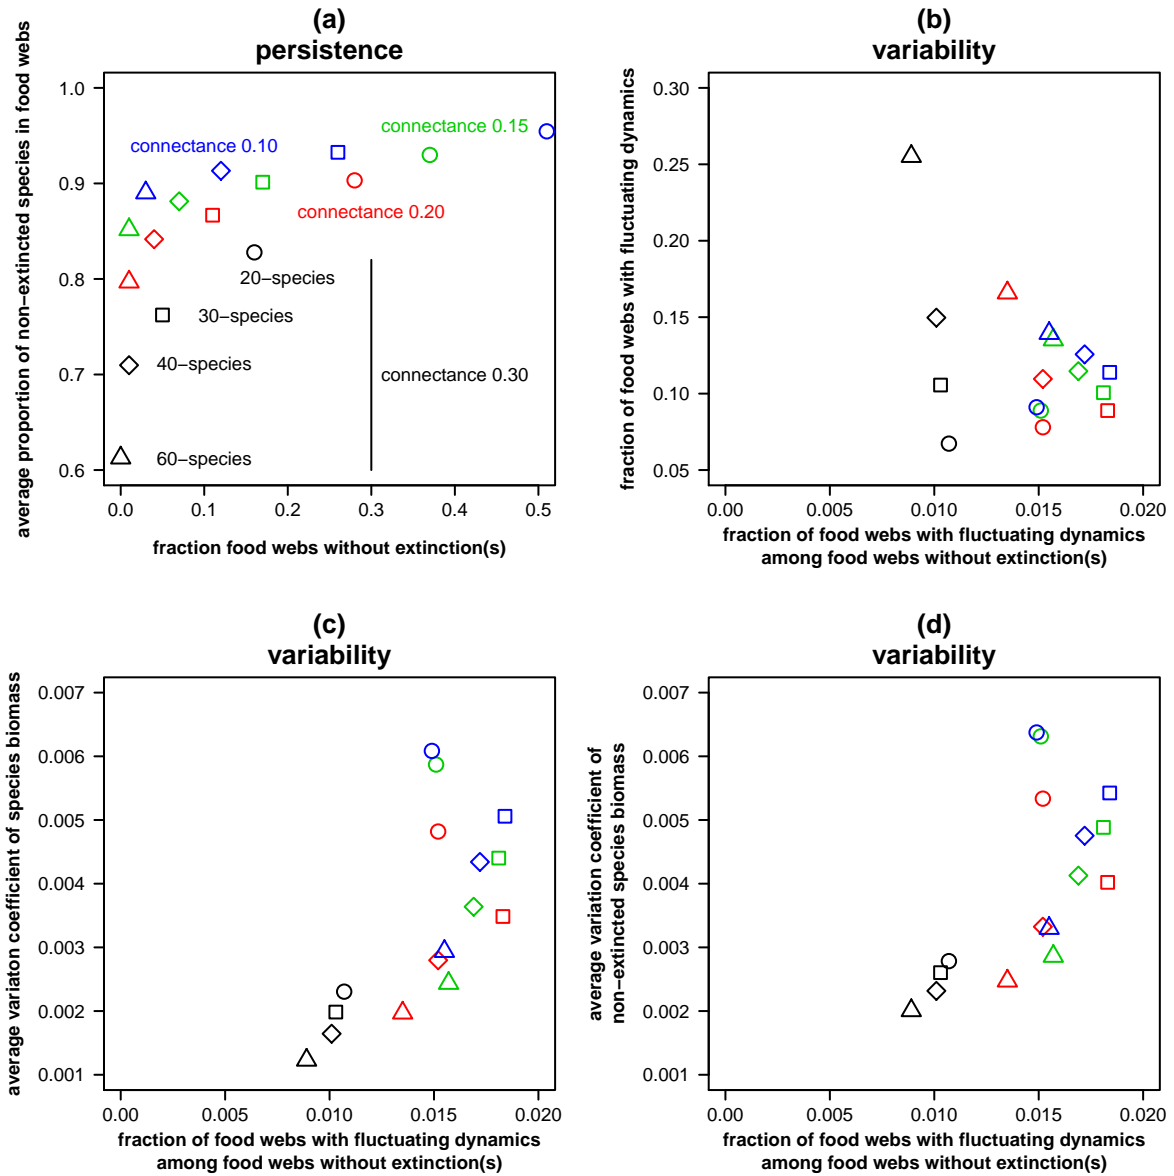 (a)
persistence
average proportion of non−extincted species in food webs
1.0
0.9
0.8
0.7
0.6
connectance 0.10
connectance 0.15
connectance 0.20
20−species
30−species
40−species
60−species
connectance 0.30
0.0 0.1 0.2 0.3 0.4 0.5
fraction food webs without extinction(s)
(b)
variability
fraction of food webs with fluctuating dynamics
0.30
0.25
0.20
0.15
0.10
0.05
0.00 0.005 0.010 0.015 0.020
fraction of food webs with fluctuating dynamics
among food webs without extinction(s)
(c)
variability
average variaton coefficient of species biomass
0.007
0.006
0.005
0.004
0.003
0.002
0.001
0.00 0.005 0.010 0.015 0.020
fraction of food webs with fluctuating dynamics
among food webs without extinction(s)
(d)
variability
average variation coefficient of
non−extincted species biomass
0.007
0.006
0.005
0.004
0.003
0.002
0.001
0.00 0.005 0.010 0.015 0.020
fraction of food webs with fluctuating dynamics
among food webs without extinction(s)